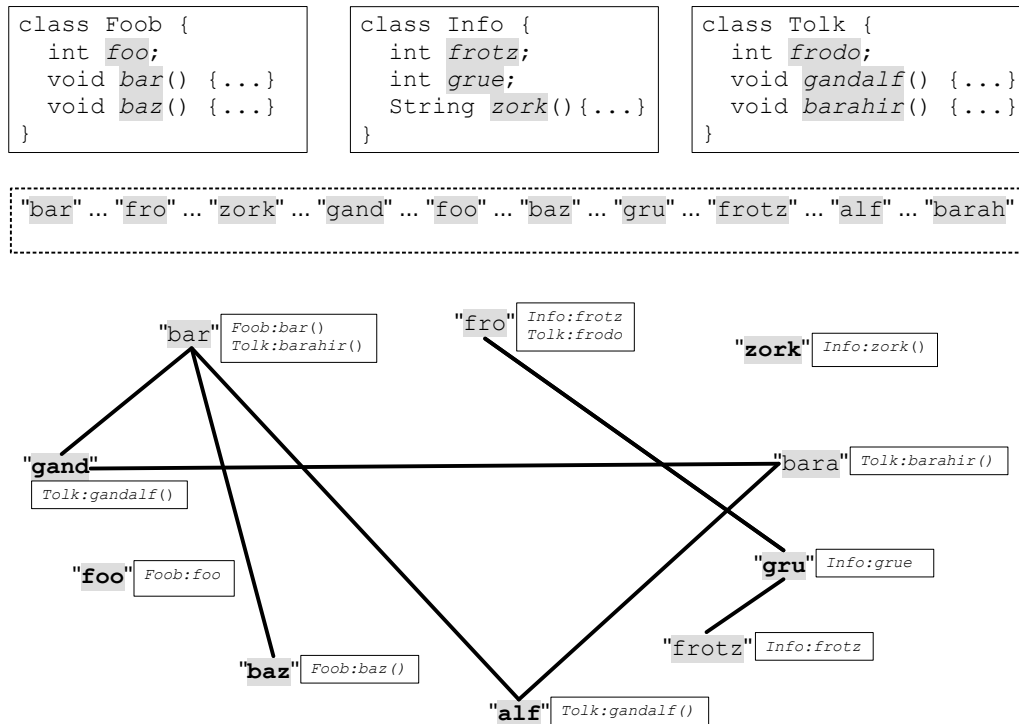 class Foob {
int foo;
void bar() {...}
void baz() {...}
}
class Info {
int frotz;
int grue;
String zork(){...}
}
class Tolk {
int frodo;
void gandalf() {...}
void barahir() {...}
}
"bar" ... "fro" ... "zork" ... "gand" ... "foo" ... "baz" ... "gru" ... "frotz" ... "alf" ... "barah"
"bar"
Foob:bar()
Tolk:barahir()
"fro"
Info:frotz
Tolk:frodo
"zork"
Info:zork()
"gand"
Tolk:gandalf()
"bara"
Tolk:barahir()
"foo"
Foob:foo
"gru"
Info:grue
"frotz"
Info:frotz
"baz"
Foob:baz()
"alf"
Tolk:gandalf()